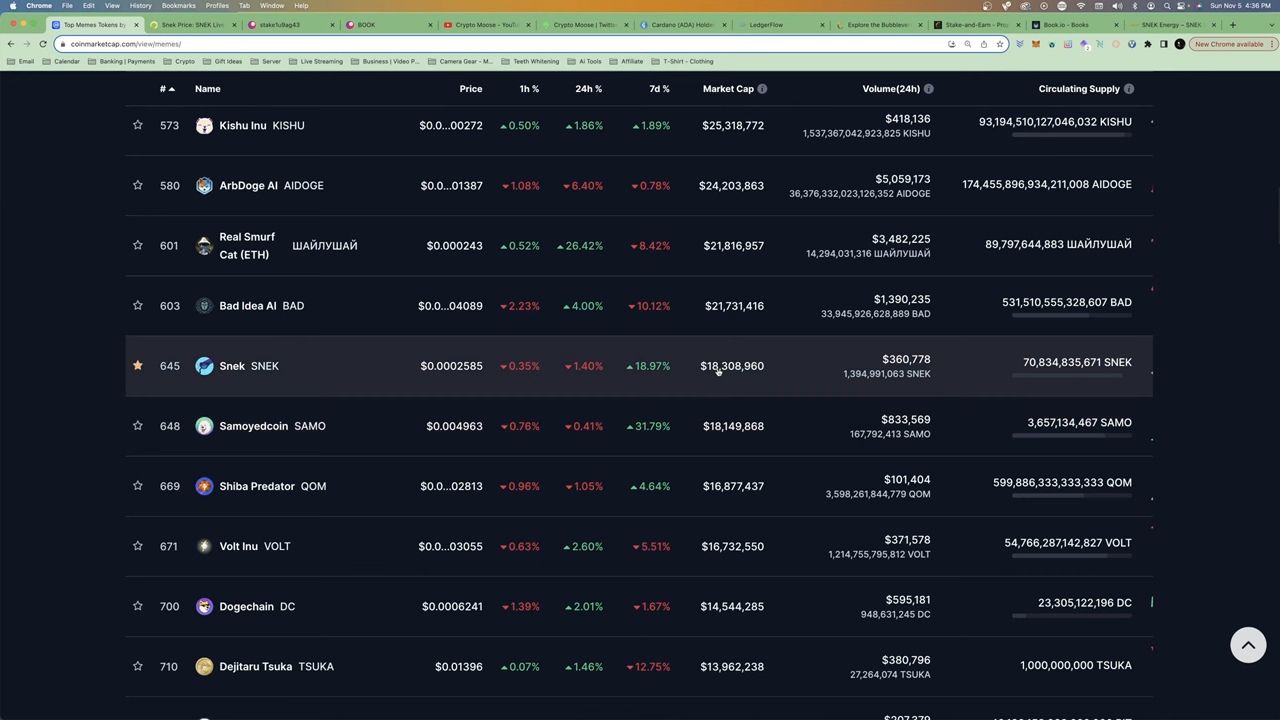 Chrome File Edit View History Bookmarks Profiles Tab Window Help Sun Nov 5 4:36 PM
Top Memes Tokens by Snek Price: SNEK Live stake1u9ag43 BOOK Crypto Moose - YouTu Crypto Moose | Twitte Cardano (ADA) Holde LedgerFlow Explore the Bubblever Stake-and-Earn - Prop Book.io - Books SNEK Energy – SNEK
coinmarketcap.com/view/memes/ New Chrome available
Email Calendar Banking | Payments Crypto Gift Ideas Server Live Streaming Business | Video P... Camera Gear - M... Teeth Whitening Ai Tools Affiliate T-Shirt - Clothing
# Name Price 1h % 24h % 7d % Market Cap Volume(24h) Circulating Supply
573 Kishu Inu KISHU $0.0...00272 0.50% 1.86% 1.89% $25,318,772 $418,136 93,194,510,127,046,032 KISHU
1,537,367,042,923,825 KISHU
580 ArbDoge AI AIDOGE $0.0...01387 1.08% 6.40% 0.78% $24,203,863 $5,059,173 174,455,896,934,211,008 AIDOGE
36,376,332,023,126,352 AIDOGE
601 Real Smurf Cat (ETH) ШАЙЛУШАЙ $0.000243 0.52% 26.42% 8.42% $21,816,957 $3,482,225 89,797,644,883 ШАЙЛУШАЙ
14,294,031,316 ШАЙЛУШАЙ
603 Bad Idea AI BAD $0.0...04089 2.23% 4.00% 10.12% $21,731,416 $1,390,235 531,510,555,328,607 BAD
33,945,926,628,889 BAD
645 Snek SNEK $0.0002585 0.35% 1.40% 18.97% $18,308,960 $360,778 70,834,835,671 SNEK
1,394,991,063 SNEK
648 Samoyedcoin SAMO $0.004963 0.76% 0.41% 31.79% $18,149,868 $833,569 3,657,134,467 SAMO
167,792,413 SAMO
669 Shiba Predator QOM $0.0...02813 0.96% 1.05% 4.64% $16,877,437 $101,404 599,886,333,333,333 QOM
3,598,261,844,779 QOM
671 Volt Inu VOLT $0.0...03055 0.63% 2.60% 5.51% $16,732,550 $371,578 54,766,287,142,827 VOLT
1,214,755,795,812 VOLT
700 Dogechain DC $0.0006241 1.39% 2.01% 1.67% $14,544,285 $595,181 23,305,122,196 DC
948,631,245 DC
710 Dejitaru Tsuka TSUKA $0.01396 0.07% 1.46% 12.75% $13,962,238 $380,796 1,000,000,000 TSUKA
27,264,074 TSUKA